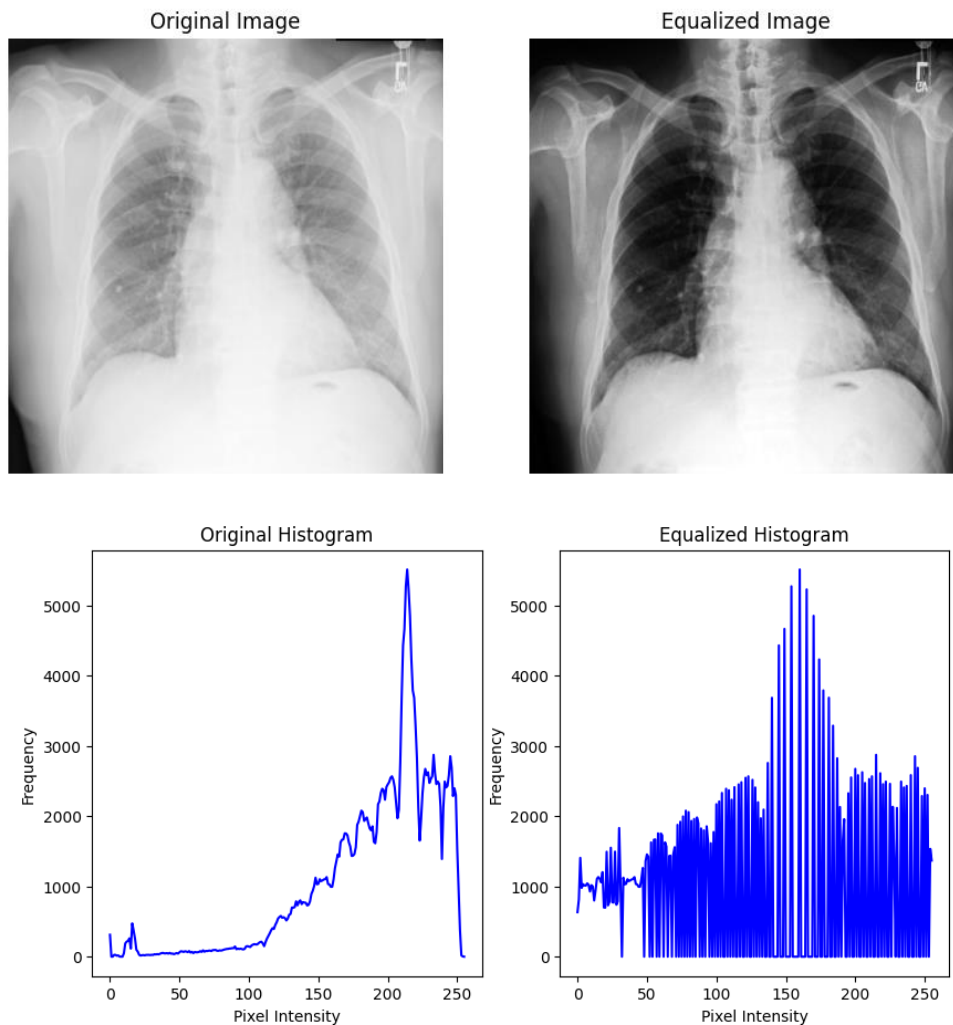 Original Image
Equalized Image
L
L
Original Histogram
Equalized Histogram
Frequency
5000
4000
3000
2000
1000
0
0
50
100
150
200
250
Pixel Intensity
Frequency
5000
4000
3000
2000
1000
0
0
50
100
150
200
250
Pixel Intensity